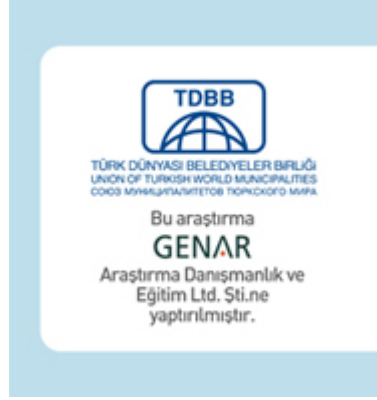 TDBB
TÜRK DÜNYASI BELEDİYELER BİRLİĞİ
UNION OF TURKISH WORLD MUNICIPALITIES
СОЮЗ МУНИЦИПАЛИТЕТОВ ТЮРКСКОГО МИРА
Bu araştırma
GENAR
Araştırma Danışmanlık ve
Eğitim Ltd. Şti.ne
yaptırılmıştır.